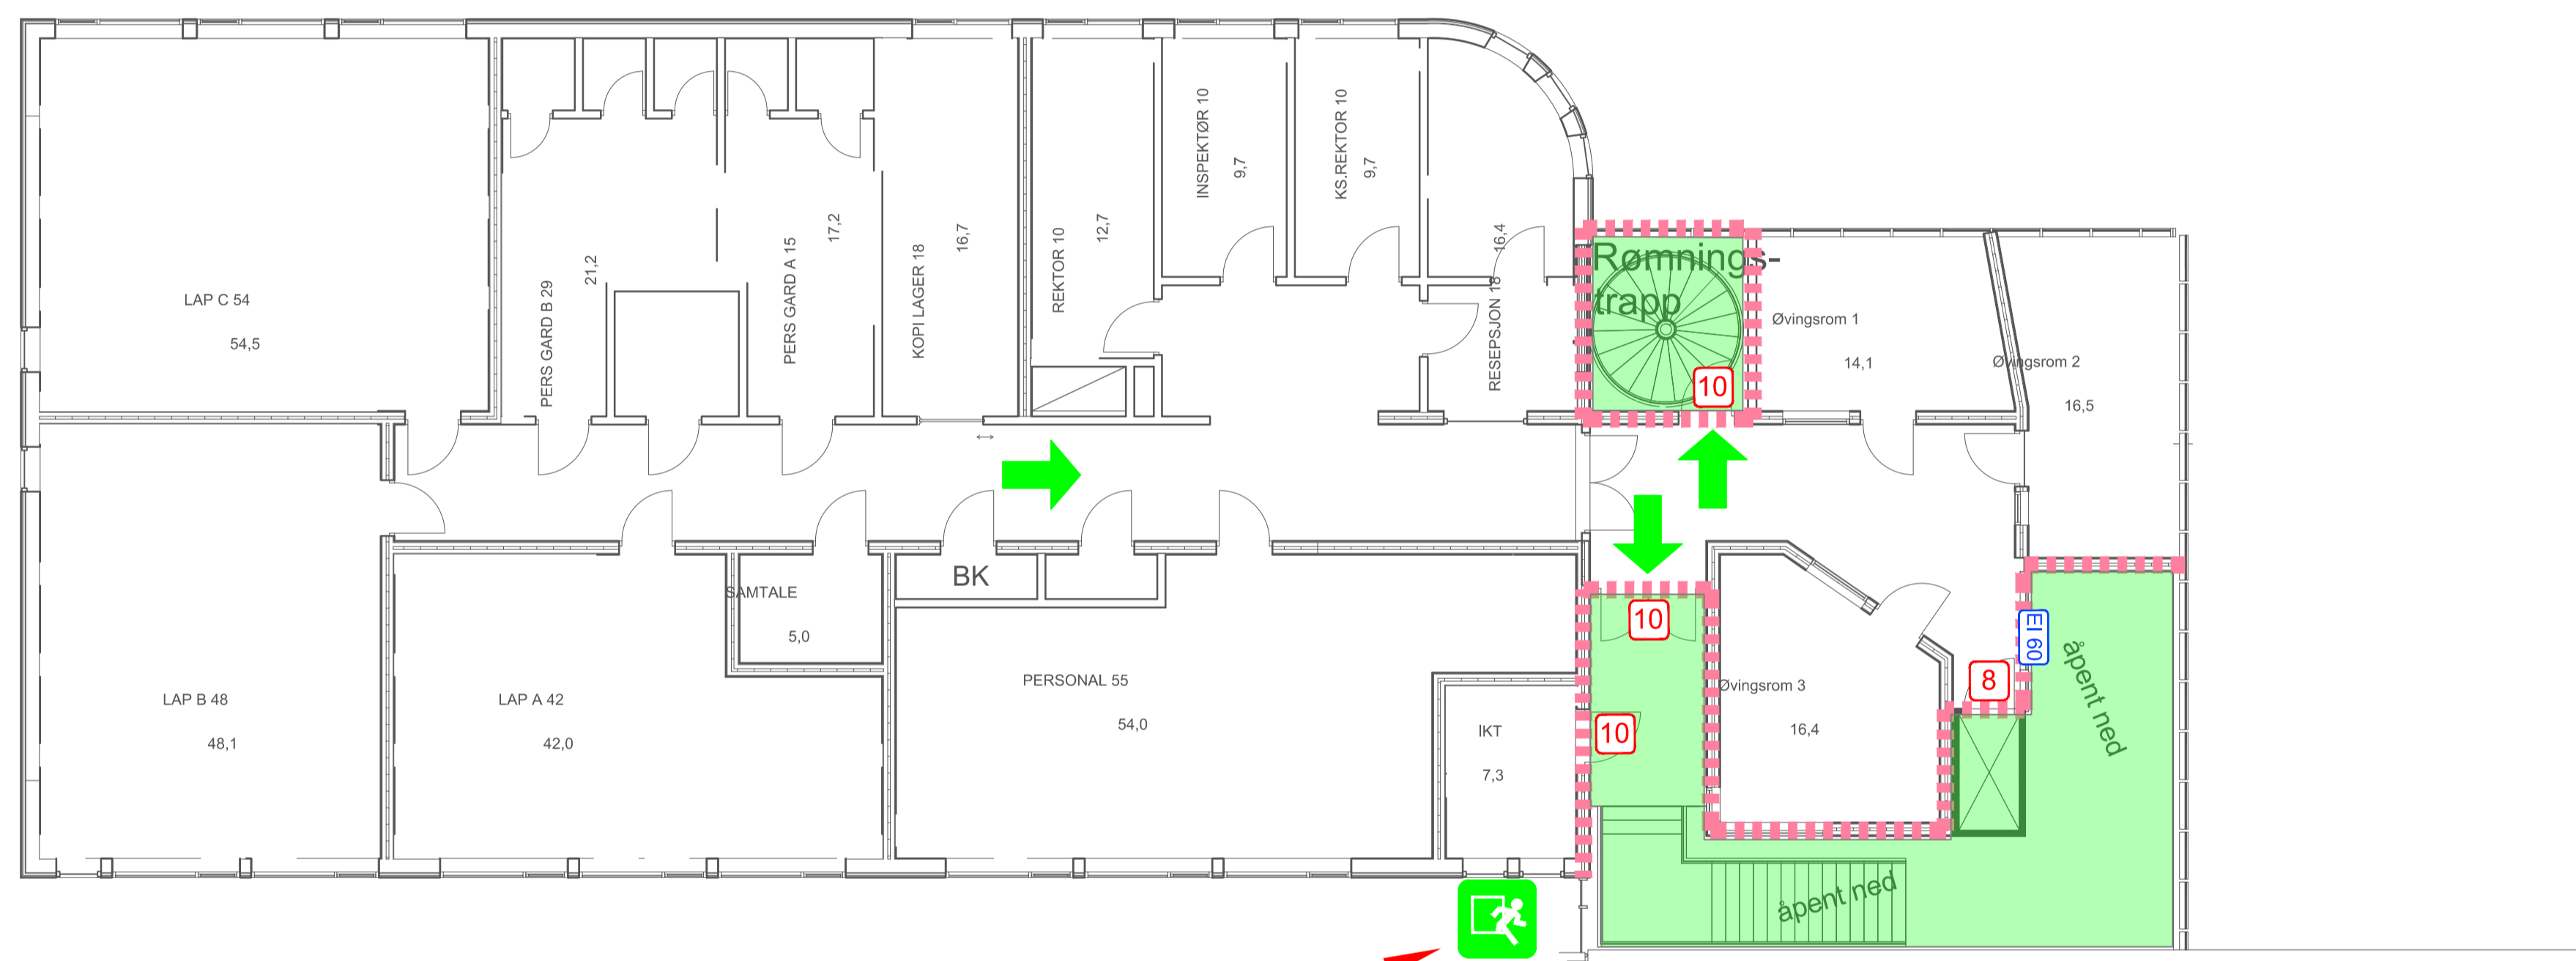 LAP C 54
54,5
PERS GARD B 29
21,2
PERS GARD A 15
17,2
KOPI LAGER 18
16,7
REKTOR 10
12,7
INSPEKTØR 10
9,7
KS.REKTOR 10
9,7
RESEPSJON 18
16,4
Rømnings-
trapp
10
Øvingsrom 1
14,1
Øvingsrom 2
16,5
LAP B 48
48,1
LAP A 42
42,0
SAMTALE
5,0
BK
PERSONAL 55
54,0
IKT
7,3
10
10
Øvingsrom 3
16,4
8
EI 60
åpent ned
åpent ned